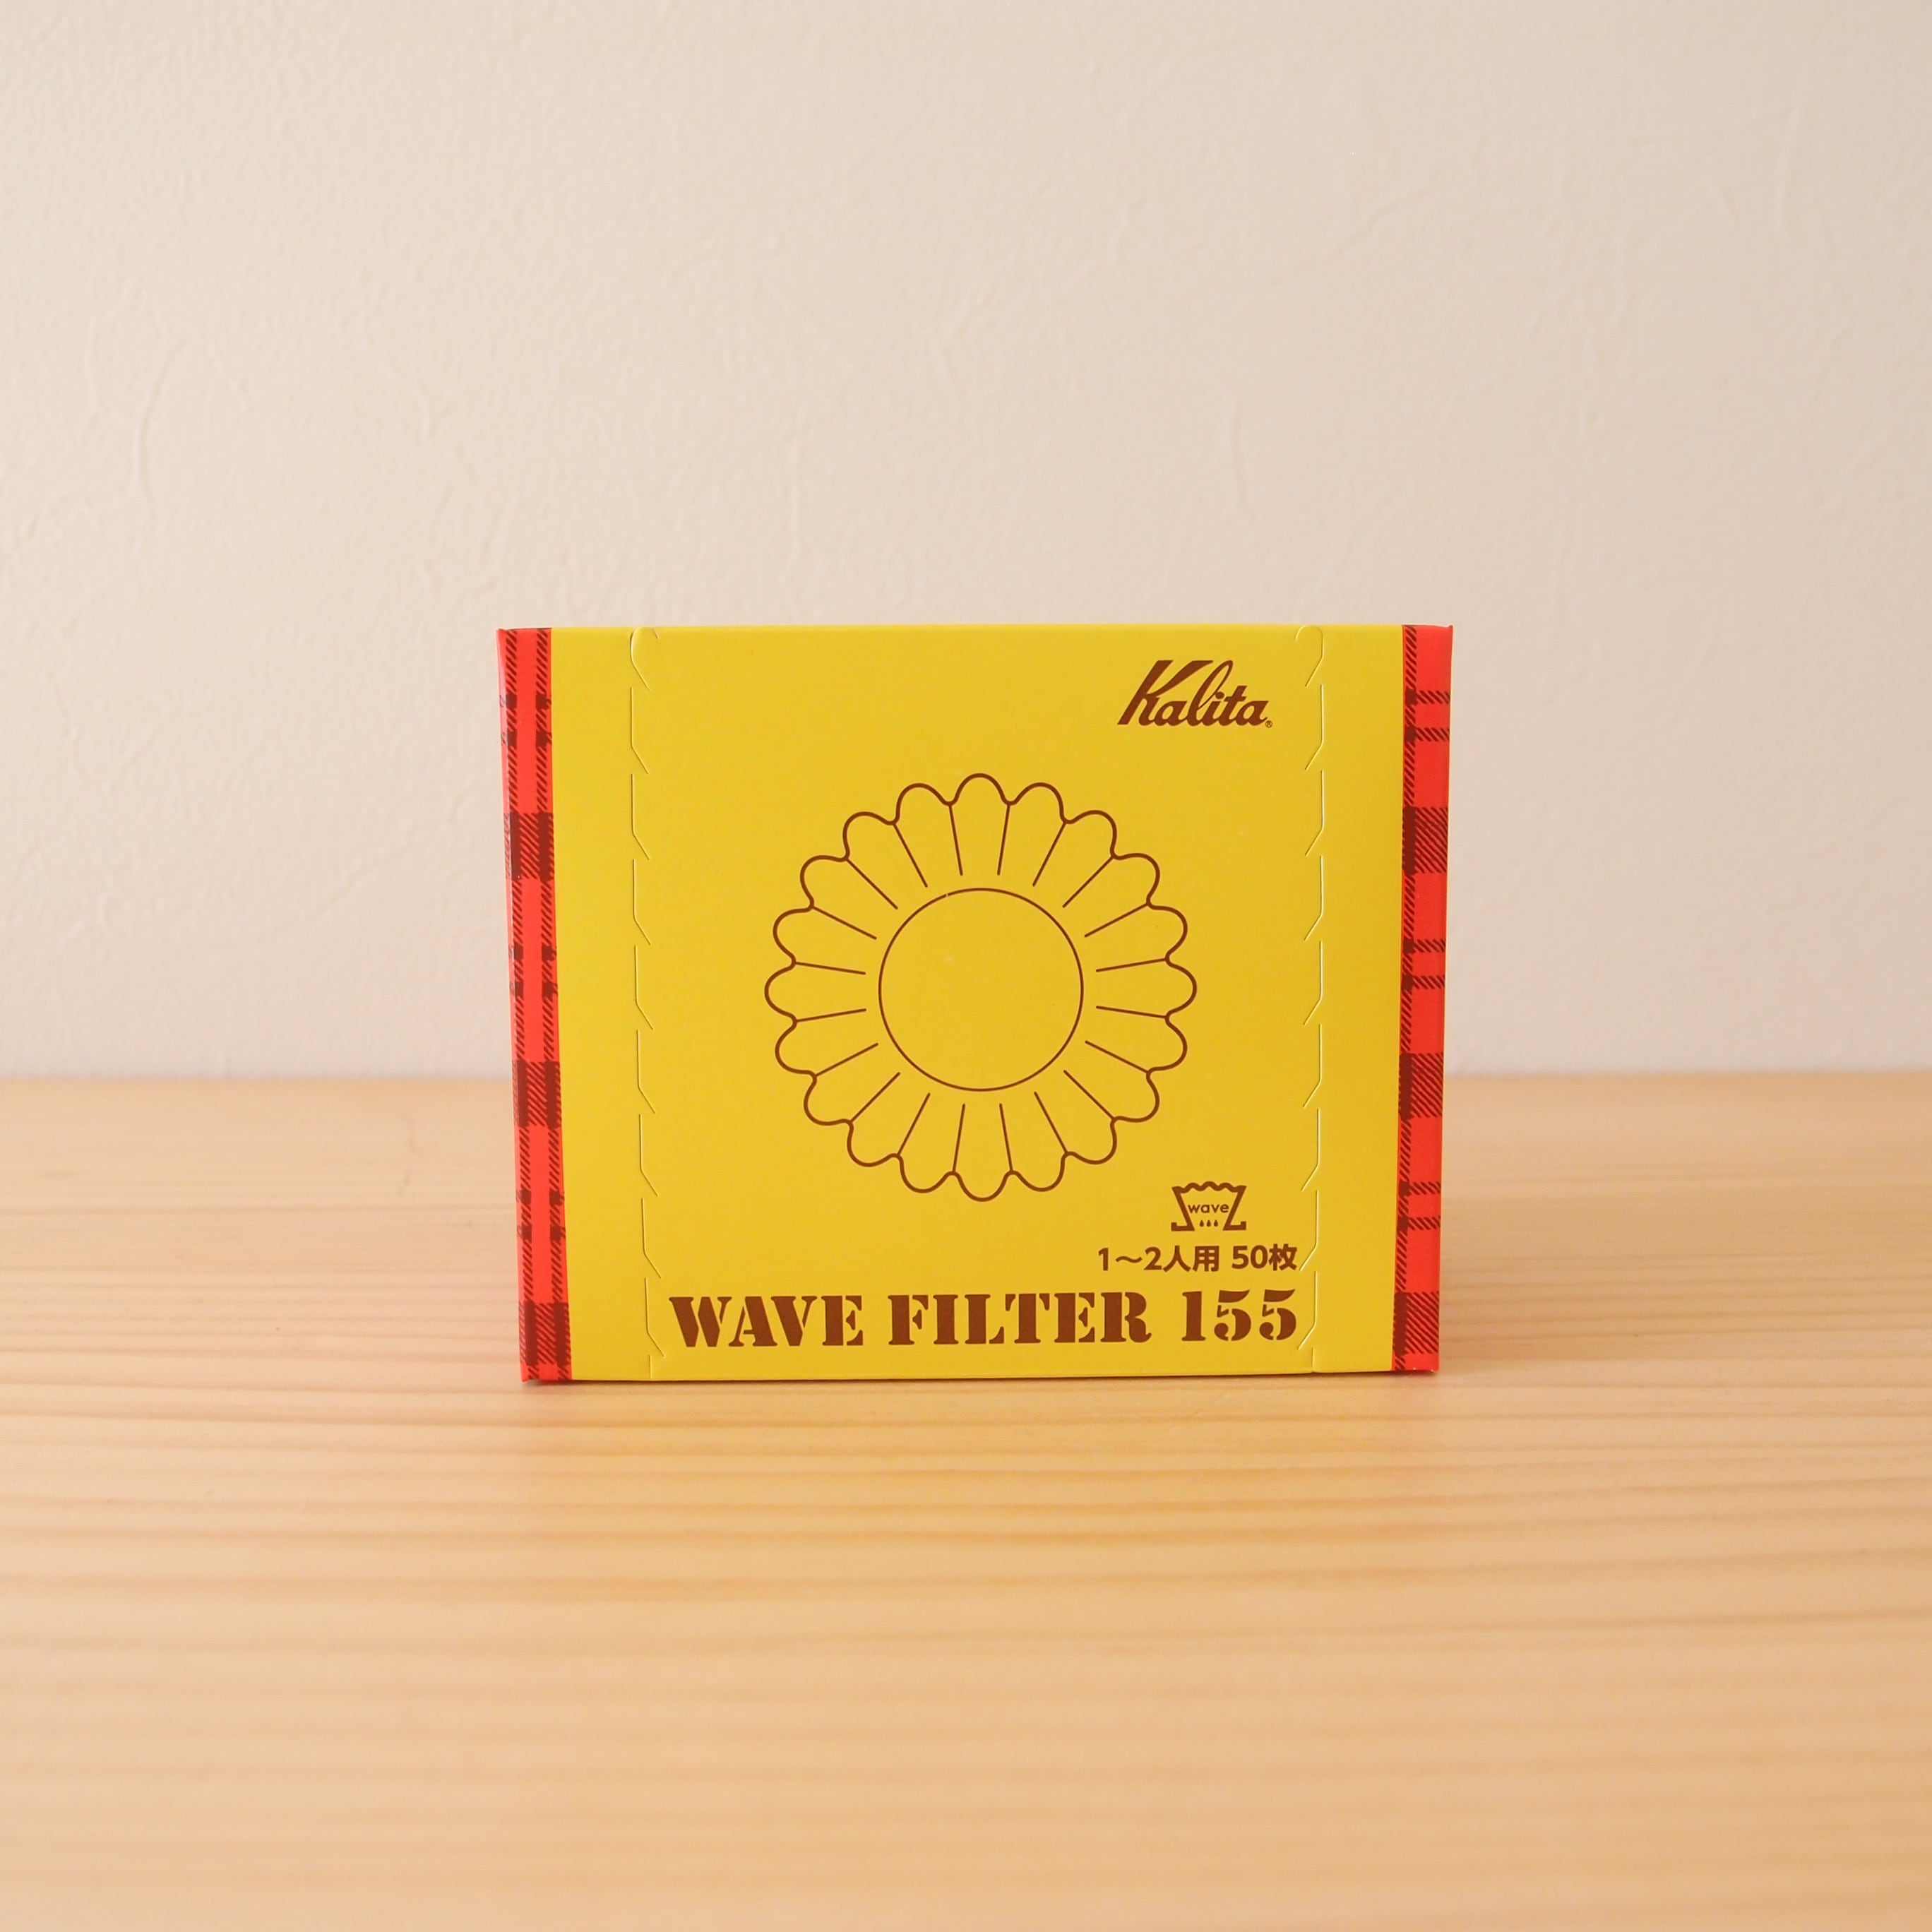 Kalita®
wave
1〜2人用 50枚
WAVE FILTER 155